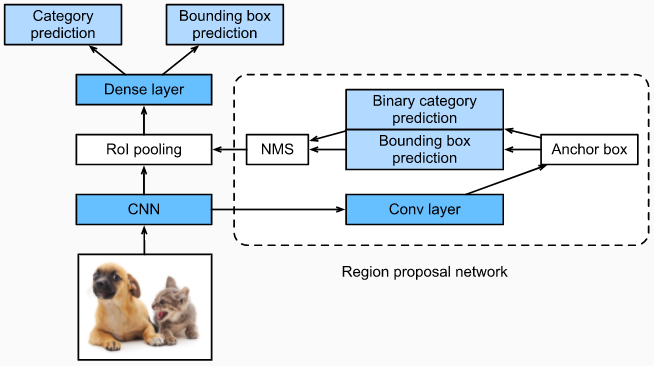 Category
prediction
Bounding box
prediction
Dense layer
Binary category
prediction
RoI pooling
NMS
Bounding box
prediction
Anchor box
CNN
Conv layer
Region proposal network